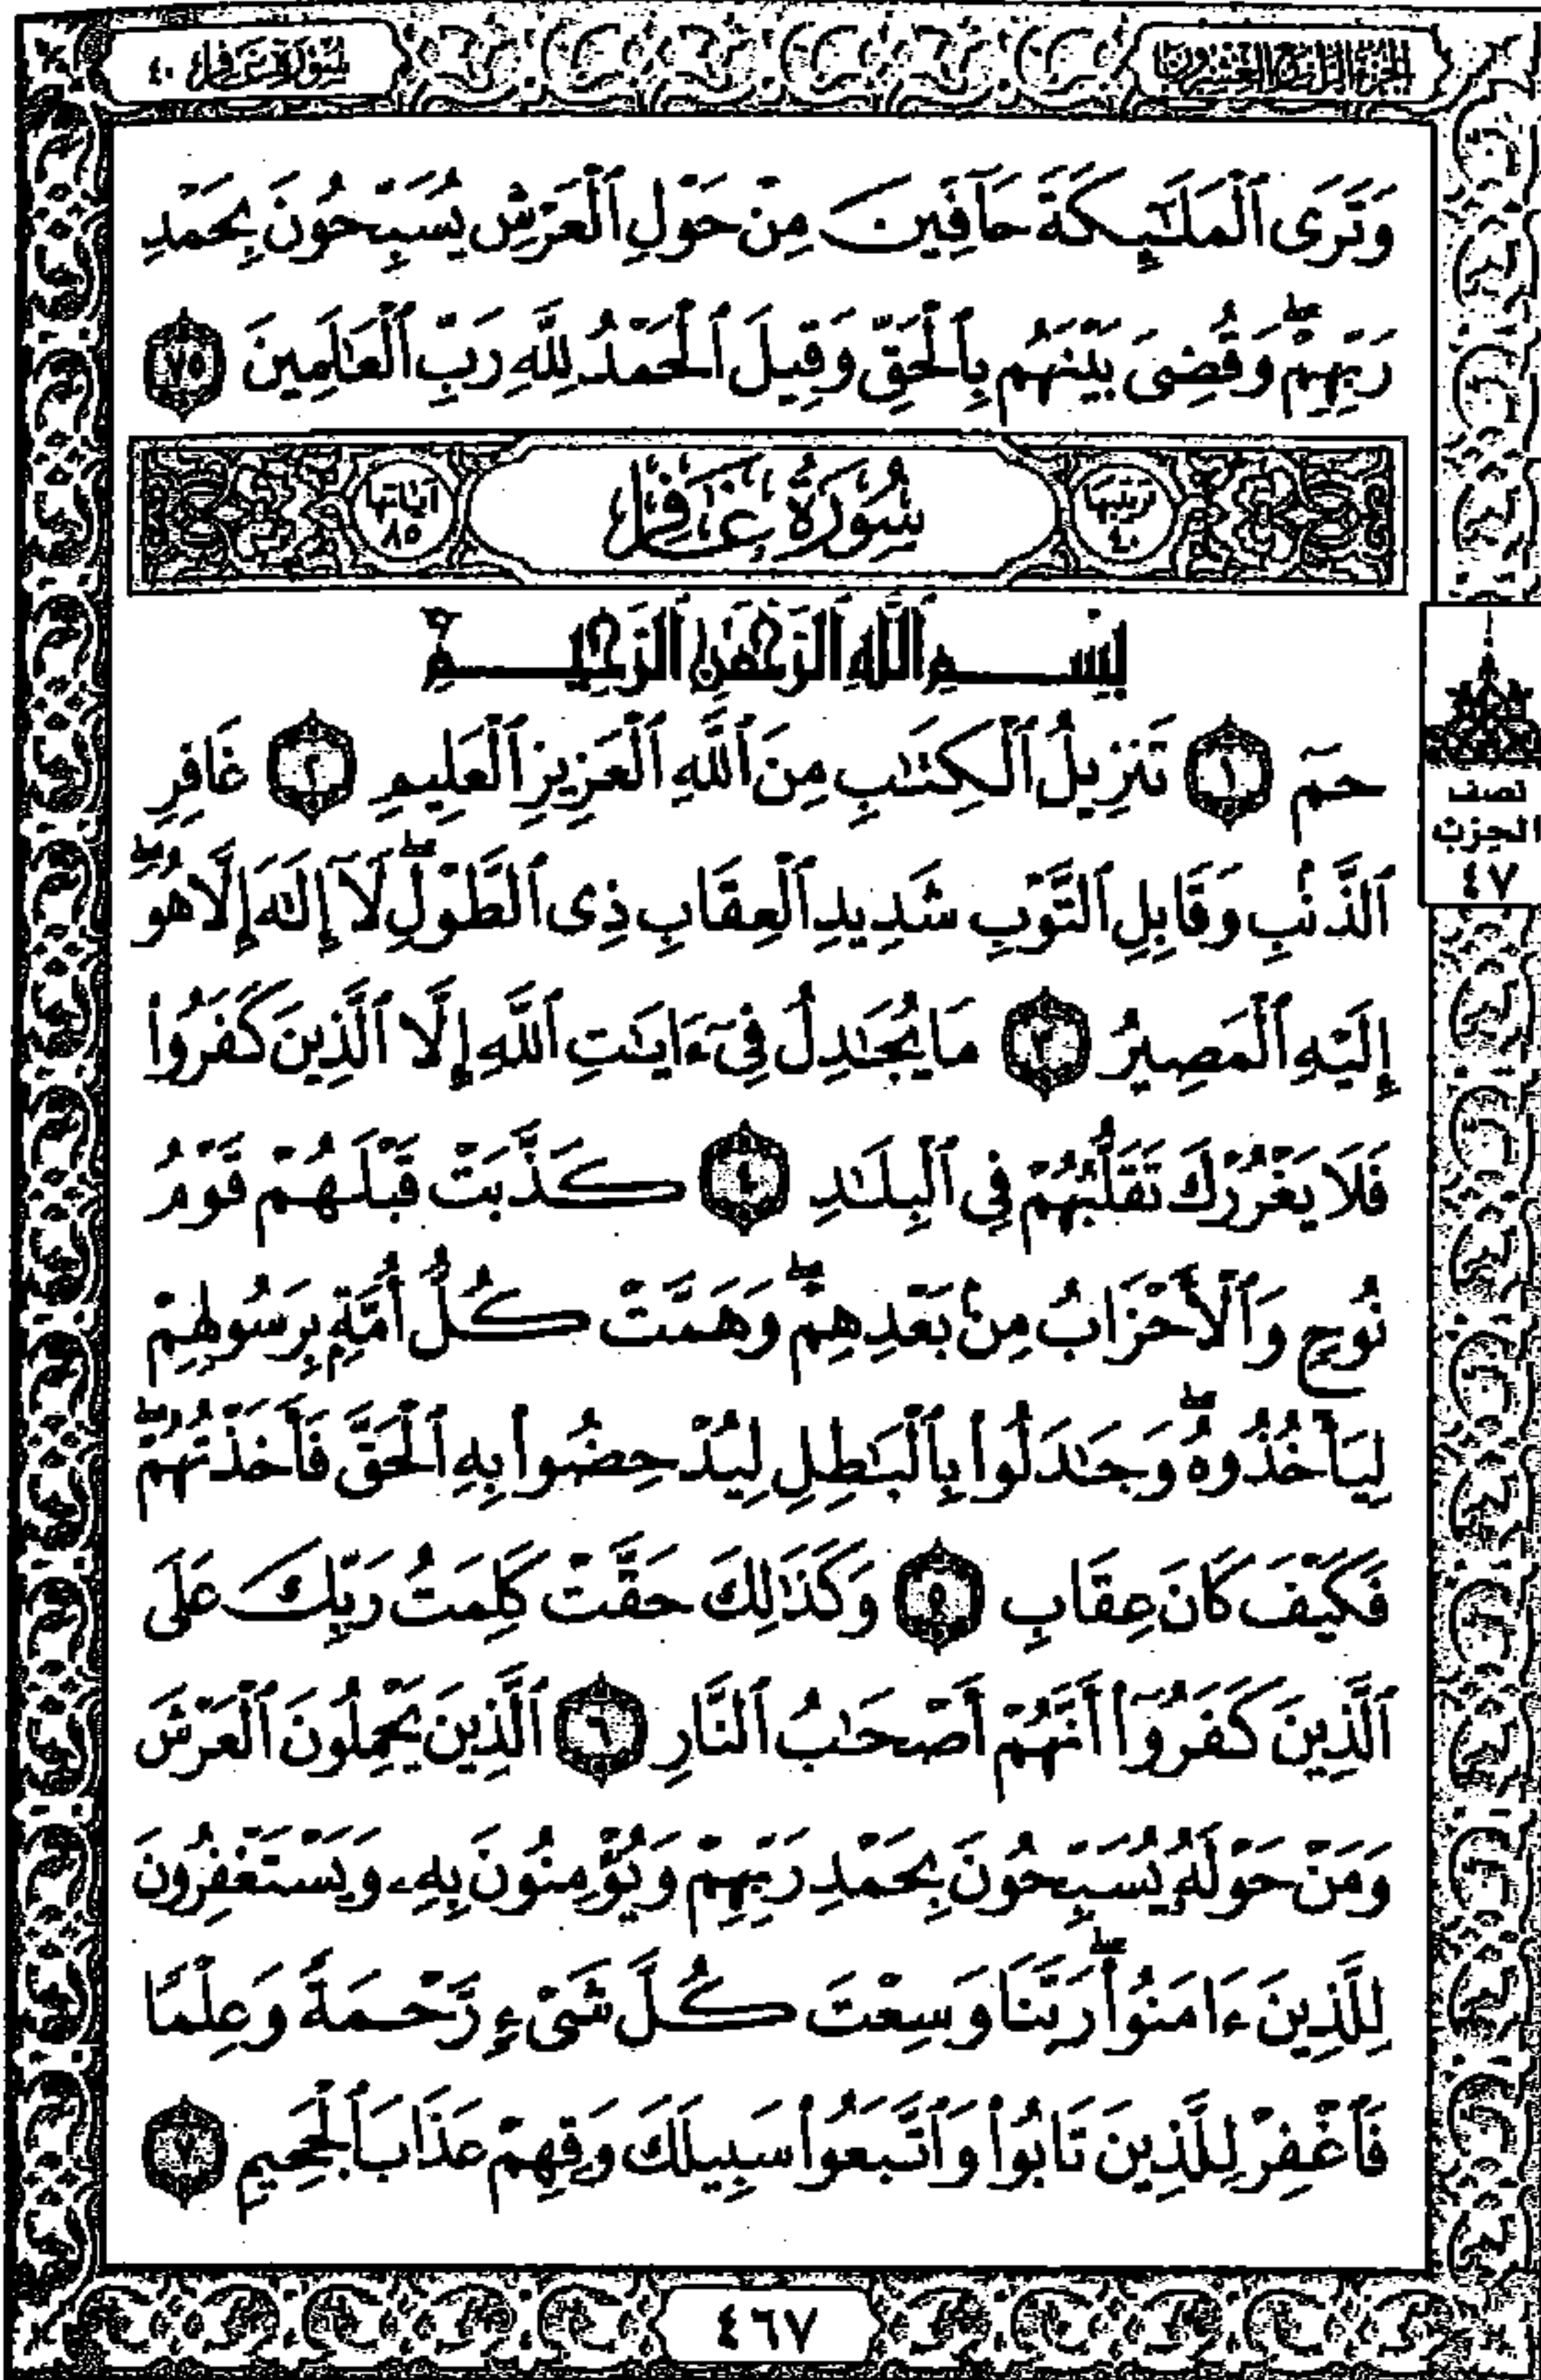 الجزء الرابع والعشرون
سورة غافر ٤٠
وَتَرَى ٱلْمَلَٰٓئِكَةَ حَآفِّينَ مِنْ حَوْلِ ٱلْعَرْشِ يُسَبِّحُونَ بِحَمْدِ
رَبِّهِمْ ۖ وَقُضِىَ بَيْنَهُم بِٱلْحَقِّ وَقِيلَ ٱلْحَمْدُ لِلَّهِ رَبِّ ٱلْعَٰلَمِينَ ٧٥
ترتيبها ٤٠
سُورَةُ غَافِر
آياتها ٨٥
بِسْمِ ٱللَّهِ ٱلرَّحْمَٰنِ ٱلرَّحِيمِ
حمٓ ١ تَنزِيلُ ٱلْكِتَٰبِ مِنَ ٱللَّهِ ٱلْعَزِيزِ ٱلْعَلِيمِ ٢ غَافِرِ
ٱلذَّنۢبِ وَقَابِلِ ٱلتَّوْبِ شَدِيدِ ٱلْعِقَابِ ذِى ٱلطَّوْلِ ۖ لَآ إِلَٰهَ إِلَّا هُوَ ۖ
إِلَيْهِ ٱلْمَصِيرُ ٣ مَا يُجَٰدِلُ فِىٓ ءَايَٰتِ ٱللَّهِ إِلَّا ٱلَّذِينَ كَفَرُوا۟
فَلَا يَغْرُرْكَ تَقَلُّبُهُمْ فِى ٱلْبِلَٰدِ ٤ كَذَّبَتْ قَبْلَهُمْ قَوْمُ
نُوحٍ وَٱلْأَحْزَابُ مِنۢ بَعْدِهِمْ ۖ وَهَمَّتْ كُلُّ أُمَّةٍۭ بِرَسُولِهِمْ
لِيَأْخُذُوهُ ۖ وَجَٰدَلُوا۟ بِٱلْبَٰطِلِ لِيُدْحِضُوا۟ بِهِ ٱلْحَقَّ فَأَخَذْتُهُمْ ۖ
فَكَيْفَ كَانَ عِقَابِ ٥ وَكَذَٰلِكَ حَقَّتْ كَلِمَتُ رَبِّكَ عَلَى
ٱلَّذِينَ كَفَرُوٓا۟ أَنَّهُمْ أَصْحَٰبُ ٱلنَّارِ ٦ ٱلَّذِينَ يَحْمِلُونَ ٱلْعَرْشَ
وَمَنْ حَوْلَهُۥ يُسَبِّحُونَ بِحَمْدِ رَبِّهِمْ وَيُؤْمِنُونَ بِهِۦ وَيَسْتَغْفِرُونَ
لِلَّذِينَ ءَامَنُوا۟ ۖ رَبَّنَا وَسِعْتَ كُلَّ شَىْءٍ رَّحْمَةً وَعِلْمًا
فَٱغْفِرْ لِلَّذِينَ تَابُوا۟ وَٱتَّبَعُوا۟ سَبِيلَكَ وَقِهِمْ عَذَابَ ٱلْجَحِيمِ ٧
نصف
الحزب
٤٧
٤٦٧